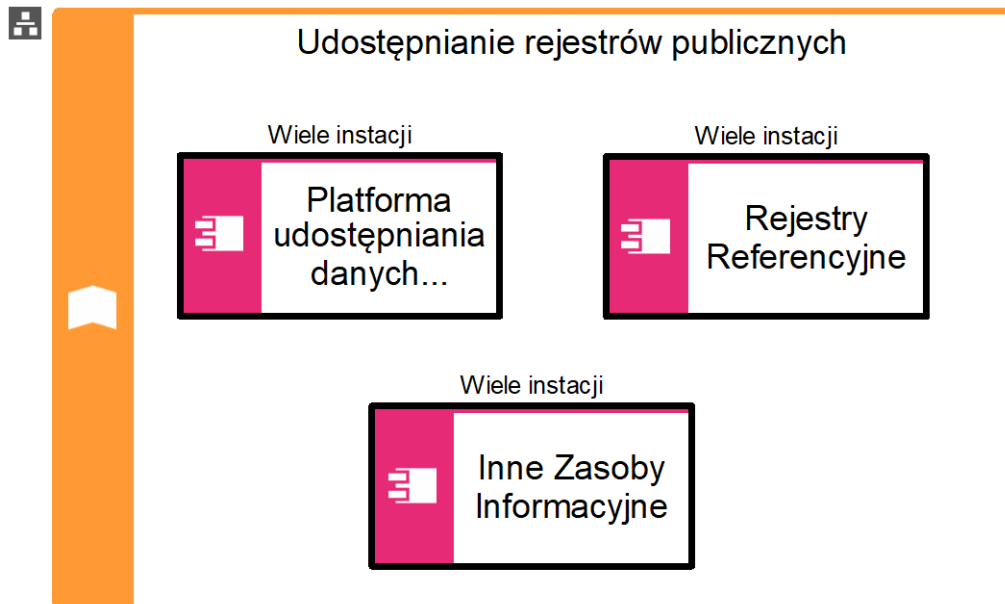 Udostępnianie rejestrów publicznych
Wiele instacji
Platforma
udostępniania
danych...
Wiele instacji
Rejestry
Referencyjne
Wiele instacji
Inne Zasoby
Informacyjne